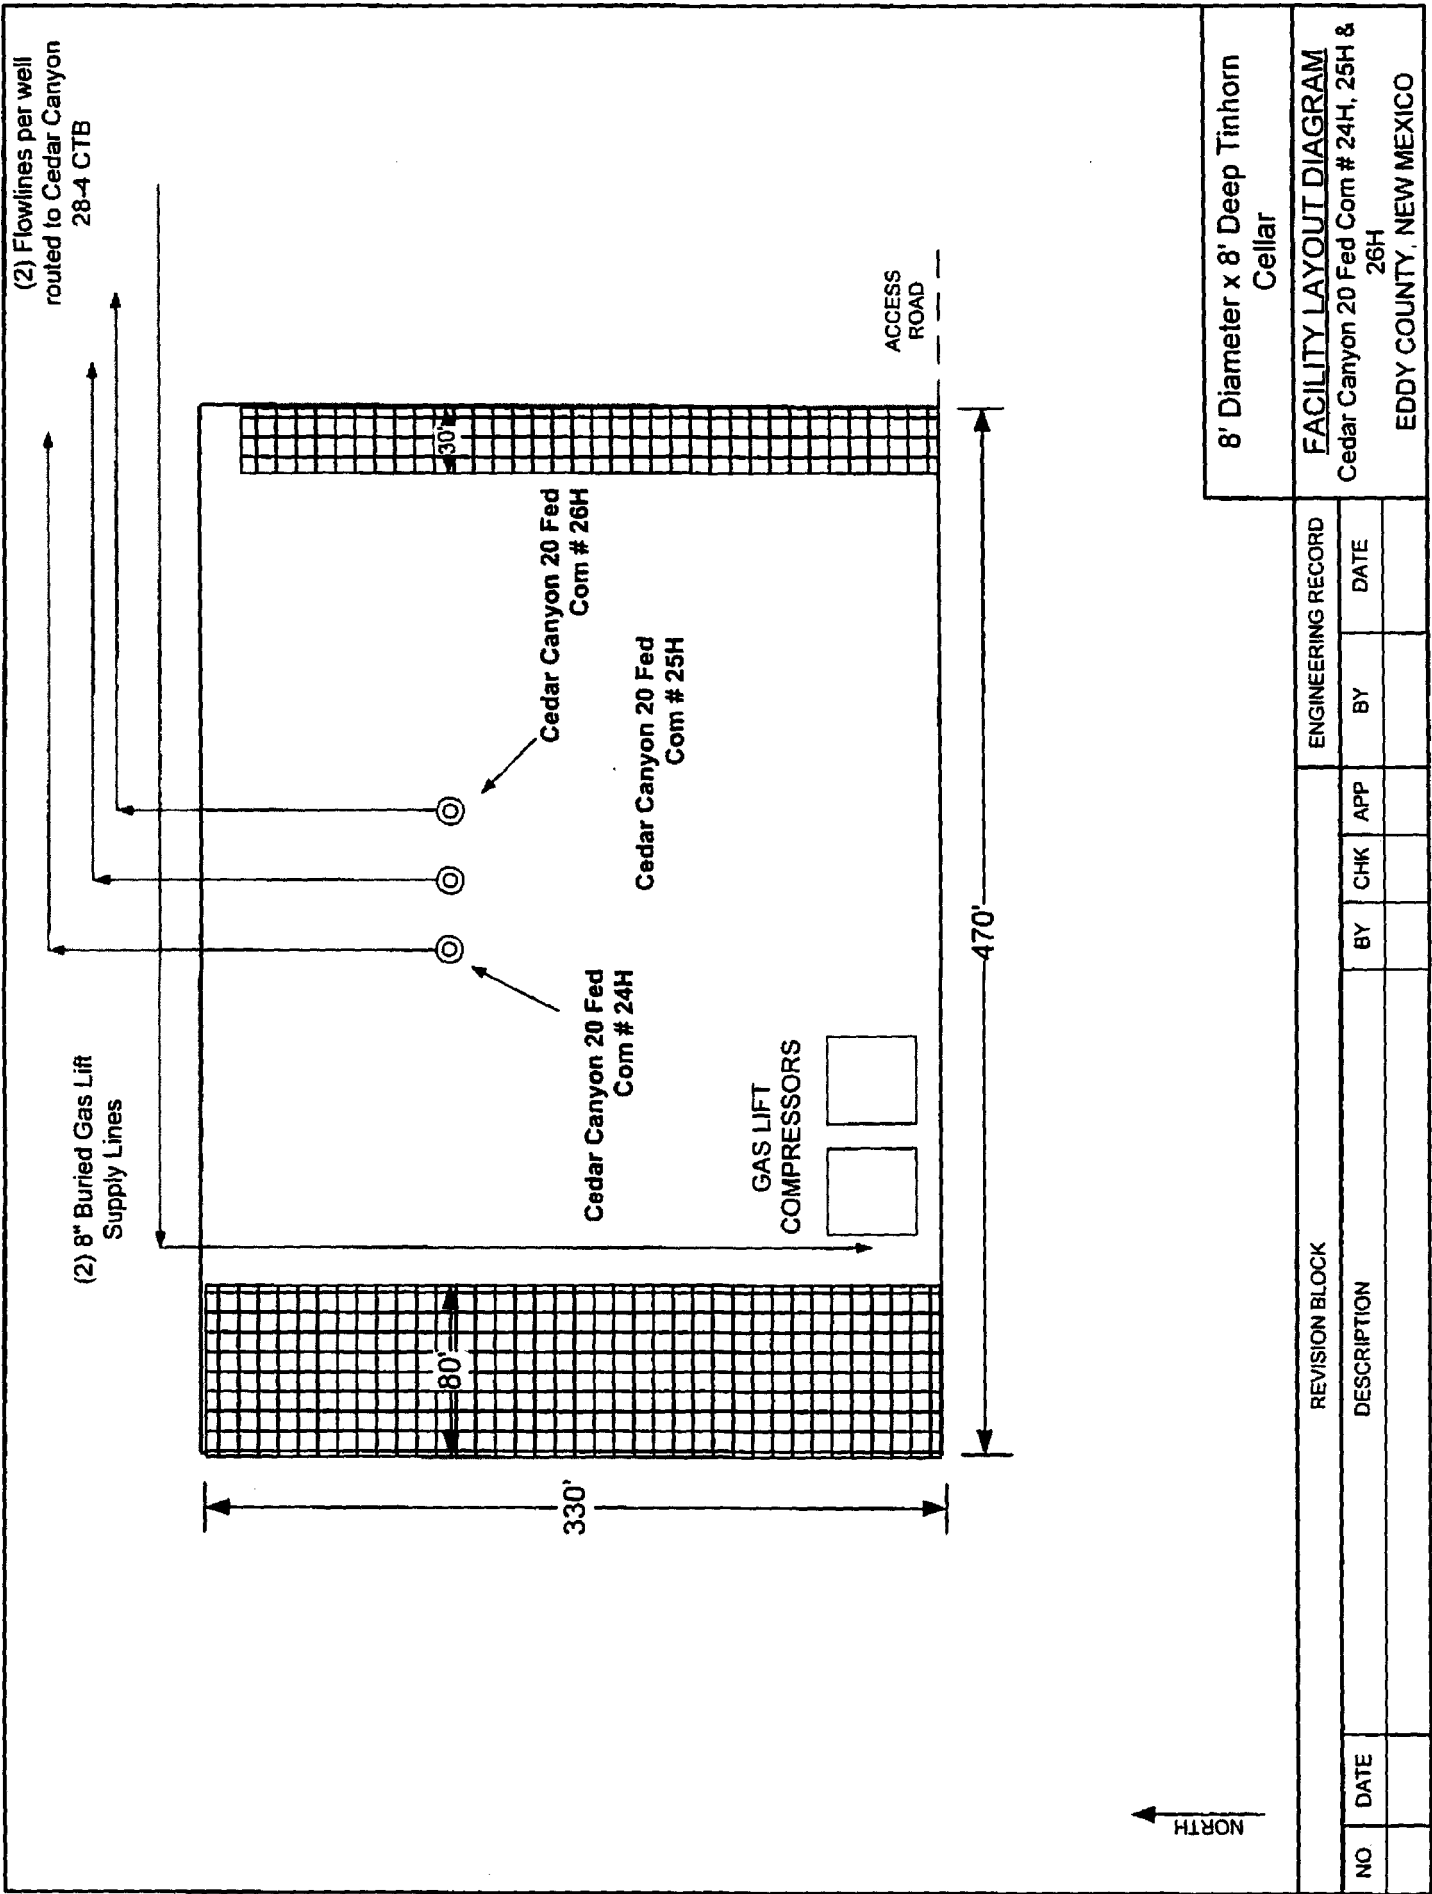 (2) Flowlines per well
routed to Cedar Canyon
28-4 CTB
(2) 8" Buried Gas Lift
Supply Lines
Cedar Canyon 20 Fed
Com # 24H
Cedar Canyon 20 Fed
Com # 26H
Cedar Canyon 20 Fed
Com # 25H
80'
30'
330'
470'
GAS LIFT
COMPRESSORS
ACCESS
ROAD
NORTH
8' Diameter x 8' Deep Tinhorn
Cellar
FACILITY LAYOUT DIAGRAM
Cedar Canyon 20 Fed Com # 24H, 25H &
26H
EDDY COUNTY, NEW MEXICO
REVISION BLOCK
ENGINEERING RECORD
NO. DATE DESCRIPTION BY CHK APP BY DATE